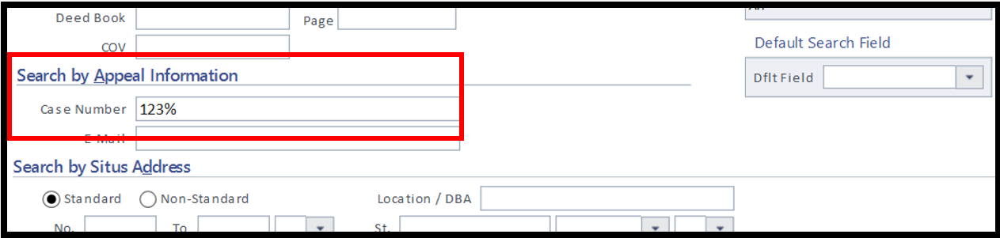 Deed Book
Page
COV
Default Search Field
Search by Appeal Information
Dflt Field
Case Number 123%
E-Mail
Search by Situs Address
Standard Non-Standard Location / DBA
No. To St.